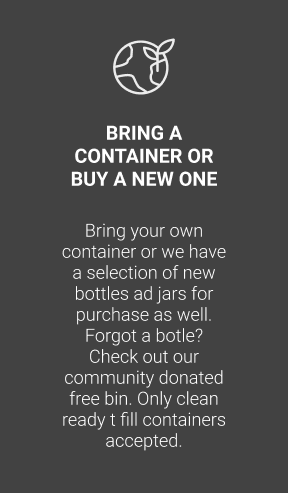 BRING A
CONTAINER OR
BUY A NEW ONE
Bring your own
container or we have
a selection of new
bottles ad jars for
purchase as well.
Forgot a botle?
Check out our
community donated
free bin. Only clean
ready t fill containers
accepted.